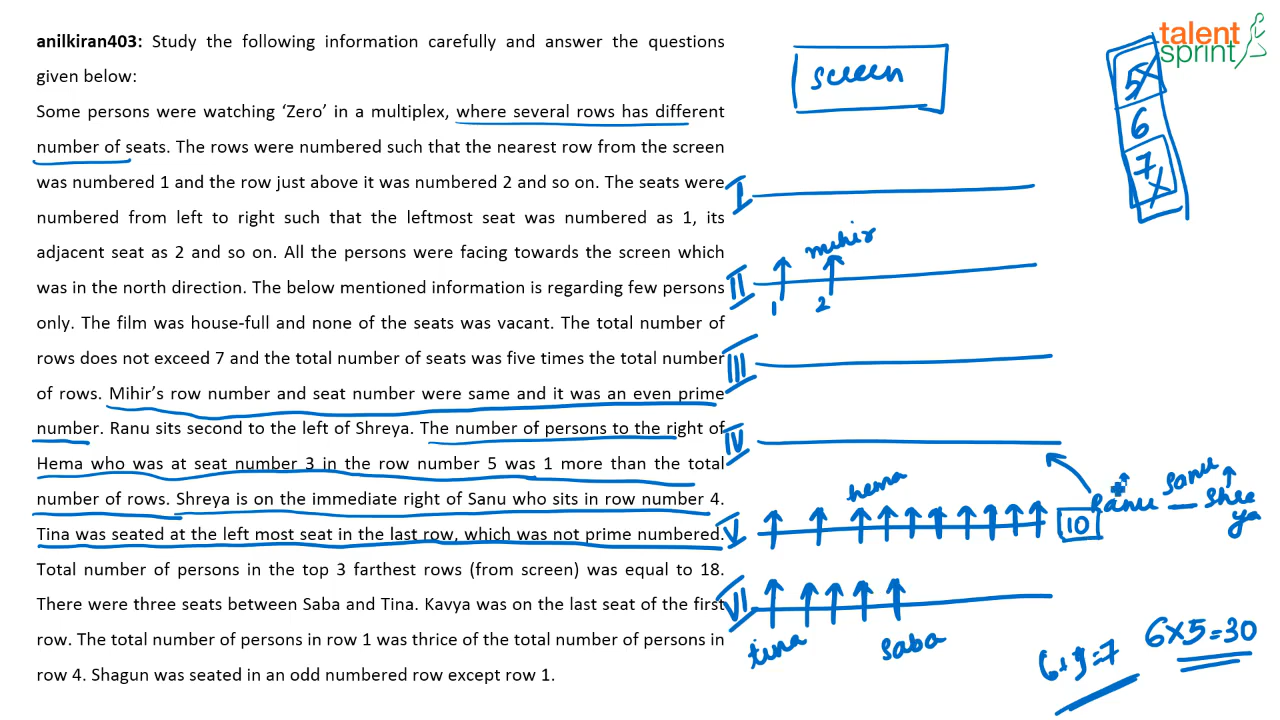 anilkiran403: Study the following information carefully and answer the questions
given below:
Some persons were watching ‘Zero’ in a multiplex, where several rows has different
number of seats. The rows were numbered such that the nearest row from the screen
was numbered 1 and the row just above it was numbered 2 and so on. The seats were
numbered from left to right such that the leftmost seat was numbered as 1, its
adjacent seat as 2 and so on. All the persons were facing towards the screen which
was in the north direction. The below mentioned information is regarding few persons
only. The film was house-full and none of the seats was vacant. The total number of
rows does not exceed 7 and the total number of seats was five times the total number
of rows. Mihir’s row number and seat number were same and it was an even prime
number. Ranu sits second to the left of Shreya. The number of persons to the right of
Hema who was at seat number 3 in the row number 5 was 1 more than the total
number of rows. Shreya is on the immediate right of Sanu who sits in row number 4.
Tina was seated at the left most seat in the last row, which was not prime numbered.
Total number of persons in the top 3 farthest rows (from screen) was equal to 18.
There were three seats between Saba and Tina. Kavya was on the last seat of the first
row. The total number of persons in row 1 was thrice of the total number of persons in
row 4. Shagun was seated in an odd numbered row except row 1.
talent
sprint
screen
5
6
7
I
mihir
II
1 2
III
IV
hema
Ranu Sanu Shreya
V
10
VI
tina saba
6+1=7
6×5=30